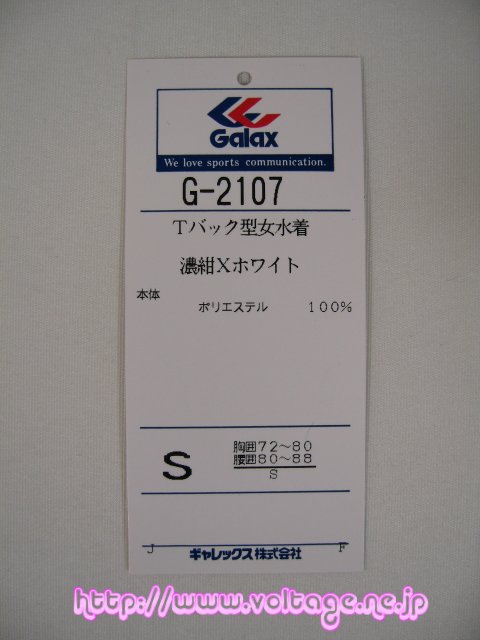 Galax
We love sports communication.
G-2107
Tバック型女水着
濃紺Xホワイト
本体
ポリエステル 100%
S
胸囲72~80
腰囲80~88
S
J F
ギャレックス株式会社
http://www.voltage.nc.jp